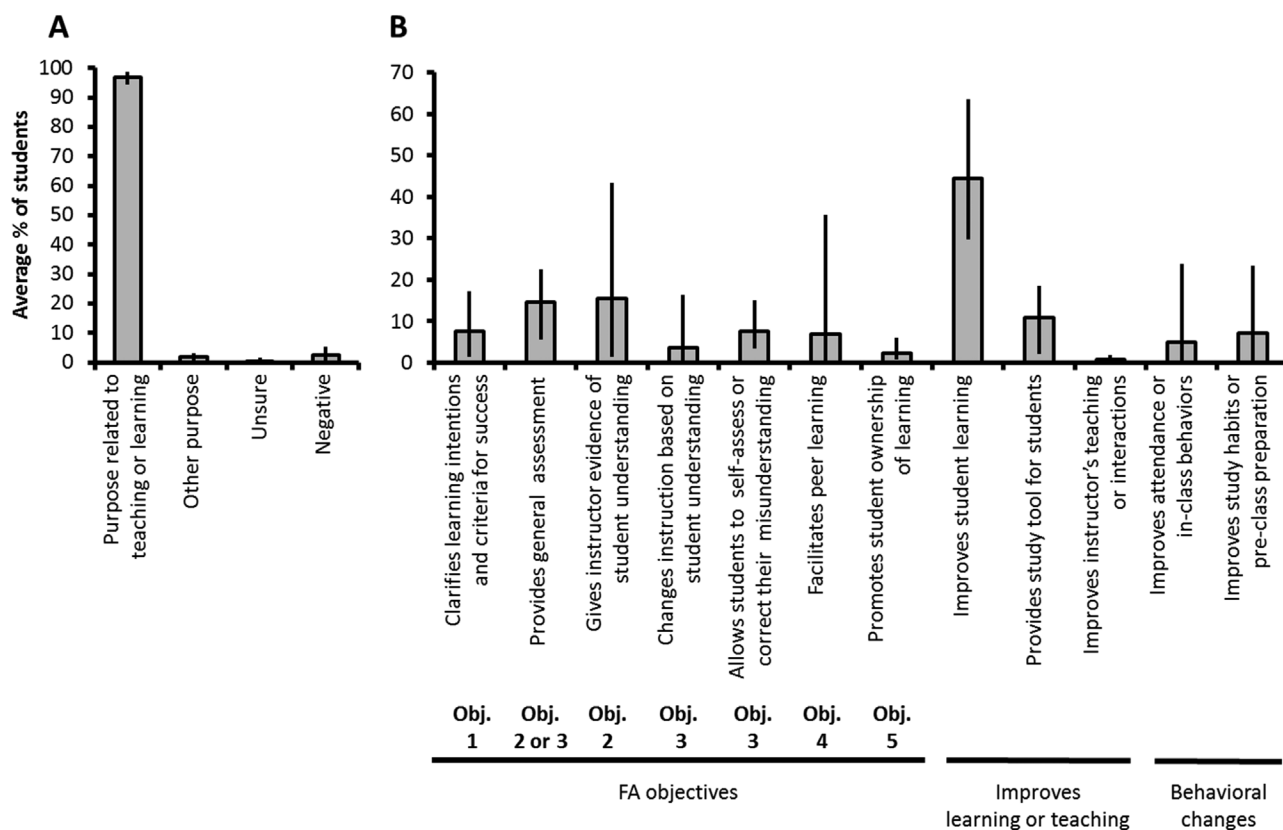 A
Average % of students
100
90
80
70
60
50
40
30
20
10
0
Purpose related to
teaching or learning
Other purpose
Unsure
Negative
B
70
60
50
40
30
20
10
0
Clarifies learning intentions
and criteria for success
Provides general assessment
Gives instructor evidence of
student understanding
Changes instruction based on
student understanding
Allows students to self-assess or
correct their misunderstanding
Facilitates peer learning
Promotes student ownership
of learning
Improves student learning
Provides study tool for students
Improves instructor's teaching
or interactions
Improves attendance or
in-class behaviors
Improves study habits or
pre-class preparation
Obj.
1
Obj.
2 or 3
Obj.
2
Obj.
3
Obj.
3
Obj.
4
Obj.
5
FA objectives
Improves
learning or teaching
Behavioral
changes